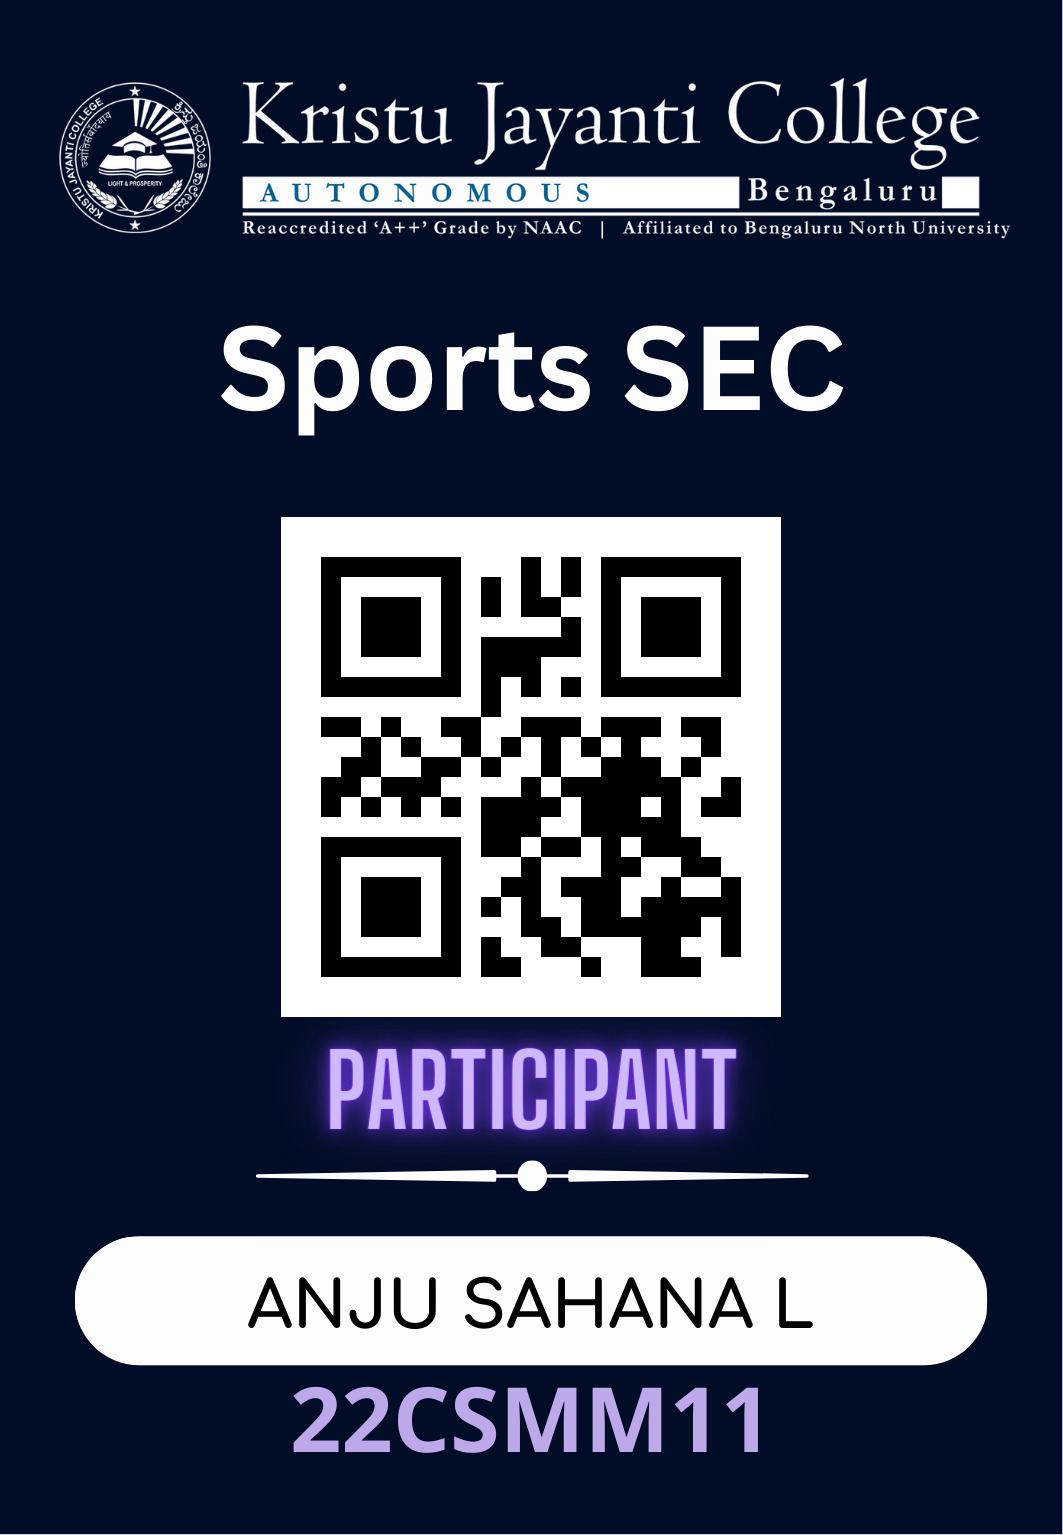 Kristu Jayanti College
AUTONOMOUS Bengaluru
Reaccredited ‘A++’ Grade by NAAC | Affiliated to Bengaluru North University
KRISTU JAYANTI COLLEGE
LIGHT & PROSPERITY
Sports SEC
PARTICIPANT
ANJU SAHANA L
22CSMM11